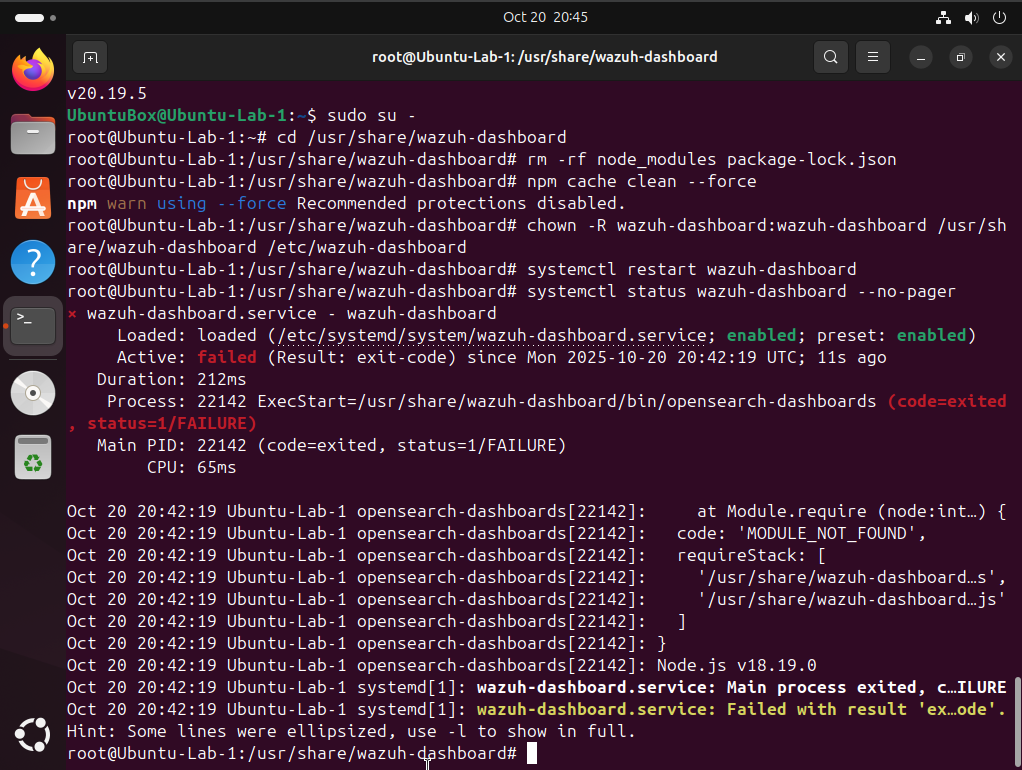 Oct 20 20:45
root@Ubuntu-Lab-1: /usr/share/wazuh-dashboard
v20.19.5
UbuntuBox@Ubuntu-Lab-1:~$ sudo su -
root@Ubuntu-Lab-1:~# cd /usr/share/wazuh-dashboard
root@Ubuntu-Lab-1:/usr/share/wazuh-dashboard# rm -rf node_modules package-lock.json
root@Ubuntu-Lab-1:/usr/share/wazuh-dashboard# npm cache clean --force
npm warn using --force Recommended protections disabled.
root@Ubuntu-Lab-1:/usr/share/wazuh-dashboard# chown -R wazuh-dashboard:wazuh-dashboard /usr/sh
are/wazuh-dashboard /etc/wazuh-dashboard
root@Ubuntu-Lab-1:/usr/share/wazuh-dashboard# systemctl restart wazuh-dashboard
root@Ubuntu-Lab-1:/usr/share/wazuh-dashboard# systemctl status wazuh-dashboard --no-pager
× wazuh-dashboard.service - wazuh-dashboard
     Loaded: loaded (/etc/systemd/system/wazuh-dashboard.service; enabled; preset: enabled)
     Active: failed (Result: exit-code) since Mon 2025-10-20 20:42:19 UTC; 11s ago
   Duration: 212ms
    Process: 22142 ExecStart=/usr/share/wazuh-dashboard/bin/opensearch-dashboards (code=exited
, status=1/FAILURE)
   Main PID: 22142 (code=exited, status=1/FAILURE)
        CPU: 65ms
Oct 20 20:42:19 Ubuntu-Lab-1 opensearch-dashboards[22142]:     at Module.require (node:int…) {
Oct 20 20:42:19 Ubuntu-Lab-1 opensearch-dashboards[22142]:   code: 'MODULE_NOT_FOUND',
Oct 20 20:42:19 Ubuntu-Lab-1 opensearch-dashboards[22142]:   requireStack: [
Oct 20 20:42:19 Ubuntu-Lab-1 opensearch-dashboards[22142]:     '/usr/share/wazuh-dashboard…s',
Oct 20 20:42:19 Ubuntu-Lab-1 opensearch-dashboards[22142]:     '/usr/share/wazuh-dashboard…js'
Oct 20 20:42:19 Ubuntu-Lab-1 opensearch-dashboards[22142]:   ]
Oct 20 20:42:19 Ubuntu-Lab-1 opensearch-dashboards[22142]: }
Oct 20 20:42:19 Ubuntu-Lab-1 opensearch-dashboards[22142]: Node.js v18.19.0
Oct 20 20:42:19 Ubuntu-Lab-1 systemd[1]: wazuh-dashboard.service: Main process exited, c…ILURE
Oct 20 20:42:19 Ubuntu-Lab-1 systemd[1]: wazuh-dashboard.service: Failed with result 'ex…ode'.
Hint: Some lines were ellipsized, use -l to show in full.
root@Ubuntu-Lab-1:/usr/share/wazuh-dashboard#